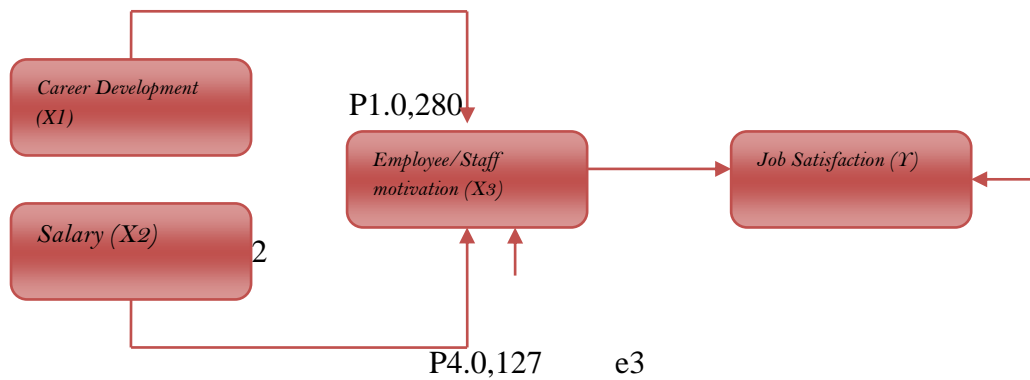 Career Development
(X1)
P1.0,280
Employee/Staff
motivation (X3)
Job Satisfaction (Y)
Salary (X2)
2
P4.0,127 e3